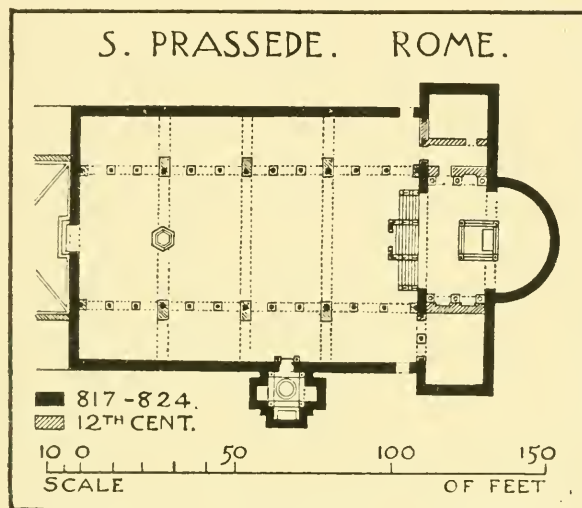 S. PRASSEDE. ROME.
817-824.
12TH CENT.
10 0 50 100 150
SCALE OF FEET